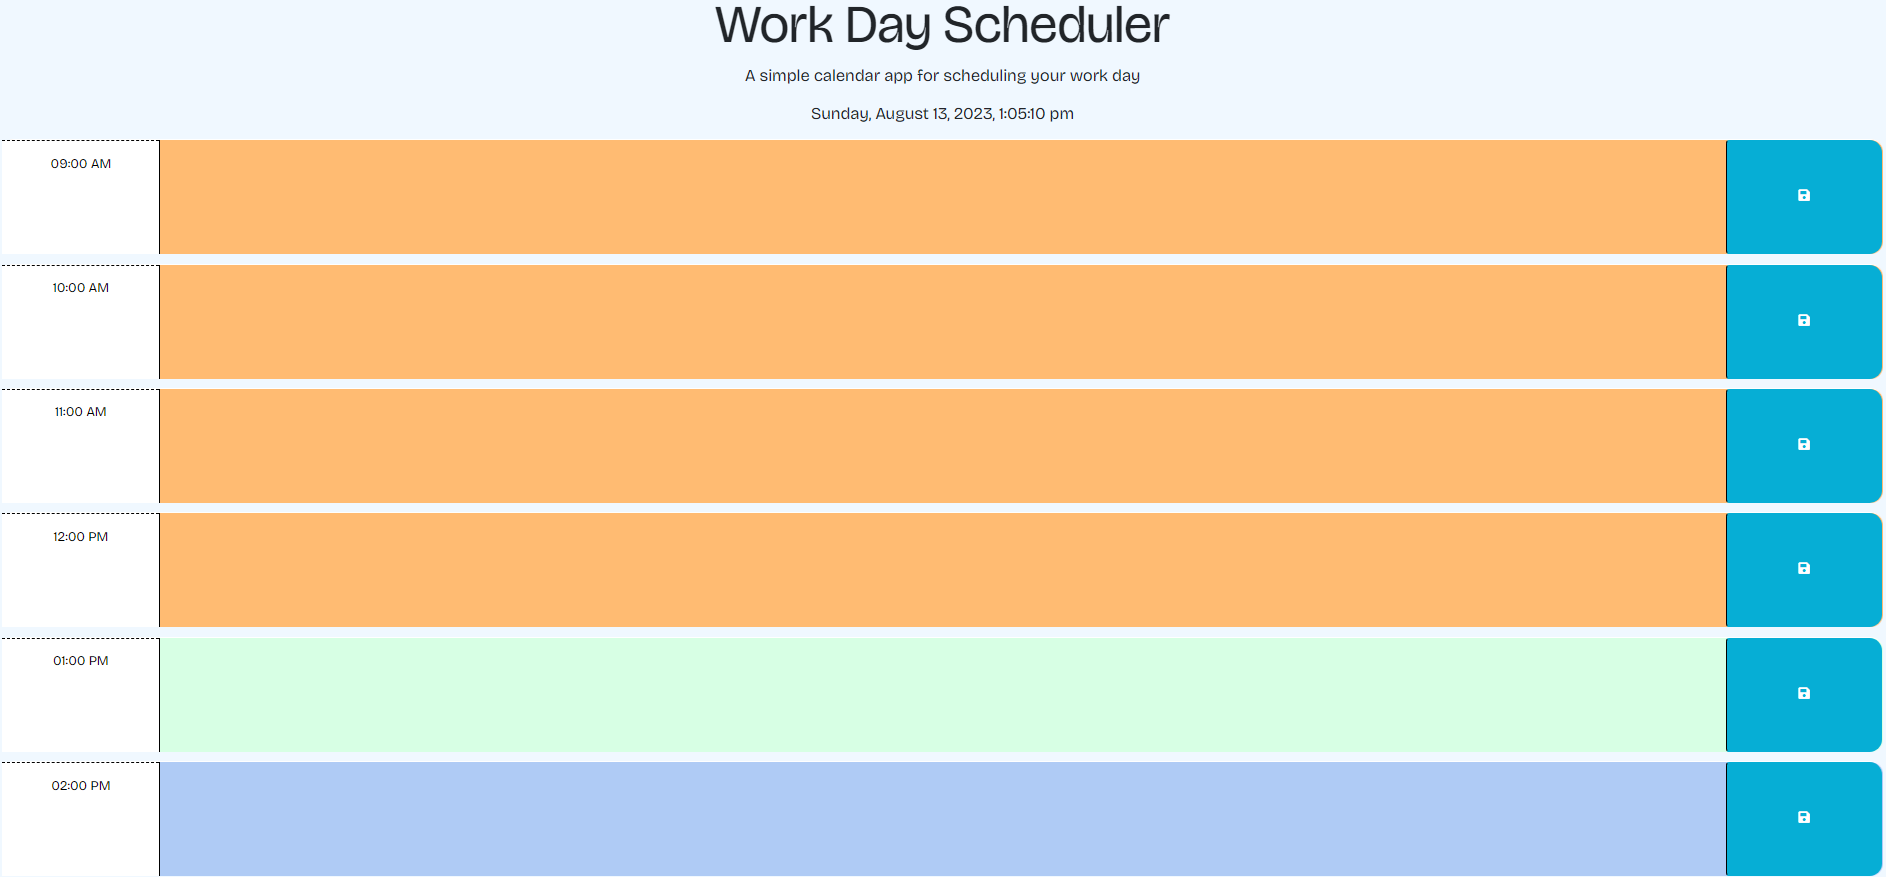 Work Day Scheduler
A simple calendar app for scheduling your work day
Sunday, August 13, 2023, 1:05:10 pm
09:00 AM
10:00 AM
11:00 AM
12:00 PM
01:00 PM
02:00 PM